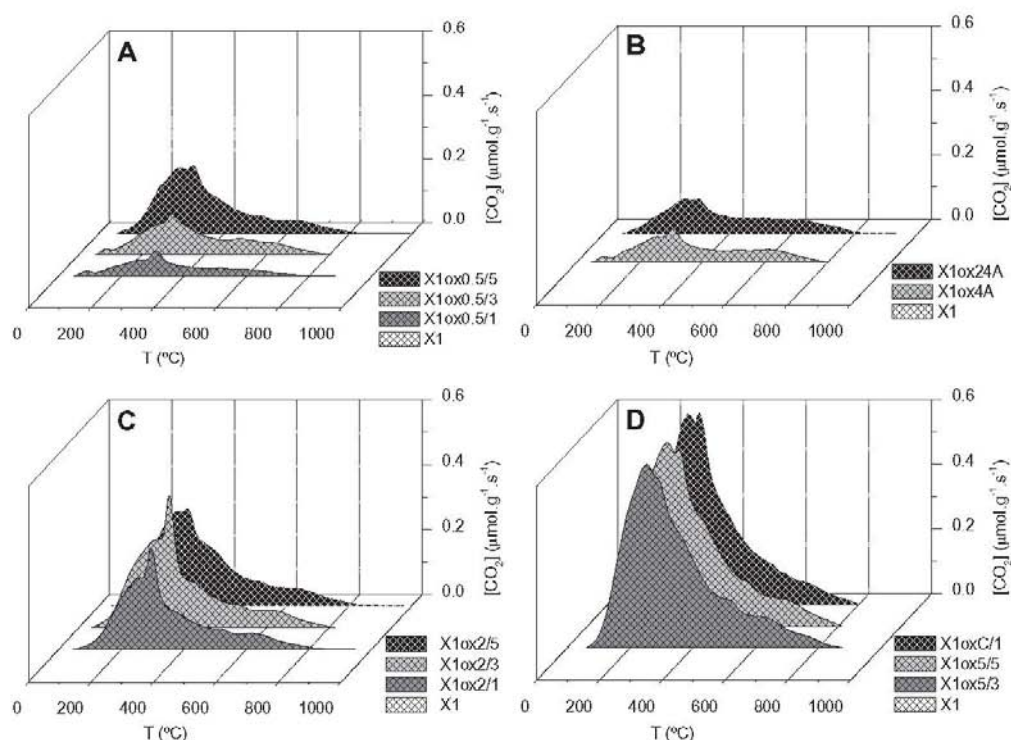 A
0.6
0.4
0.2
0.0
[CO₂] (µmol.g⁻¹.s⁻¹)
X1ox0.5/5
X1ox0.5/3
X1ox0.5/1
X1
0 200 400 600 800 1000
T (ºC)
B
0.6
0.4
0.2
0.0
[CO₂] (µmol.g⁻¹.s⁻¹)
X1ox24A
X1ox4A
X1
0 200 400 600 800 1000
T (ºC)
C
0.6
0.4
0.2
0.0
[CO₂] (µmol.g⁻¹.s⁻¹)
X1ox2/5
X1ox2/3
X1ox2/1
X1
0 200 400 600 800 1000
T (ºC)
D
0.6
0.4
0.2
0.0
[CO₂] (µmol.g⁻¹.s⁻¹)
X1oxC/1
X1ox5/5
X1ox5/3
X1
0 200 400 600 800 1000
T (ºC)